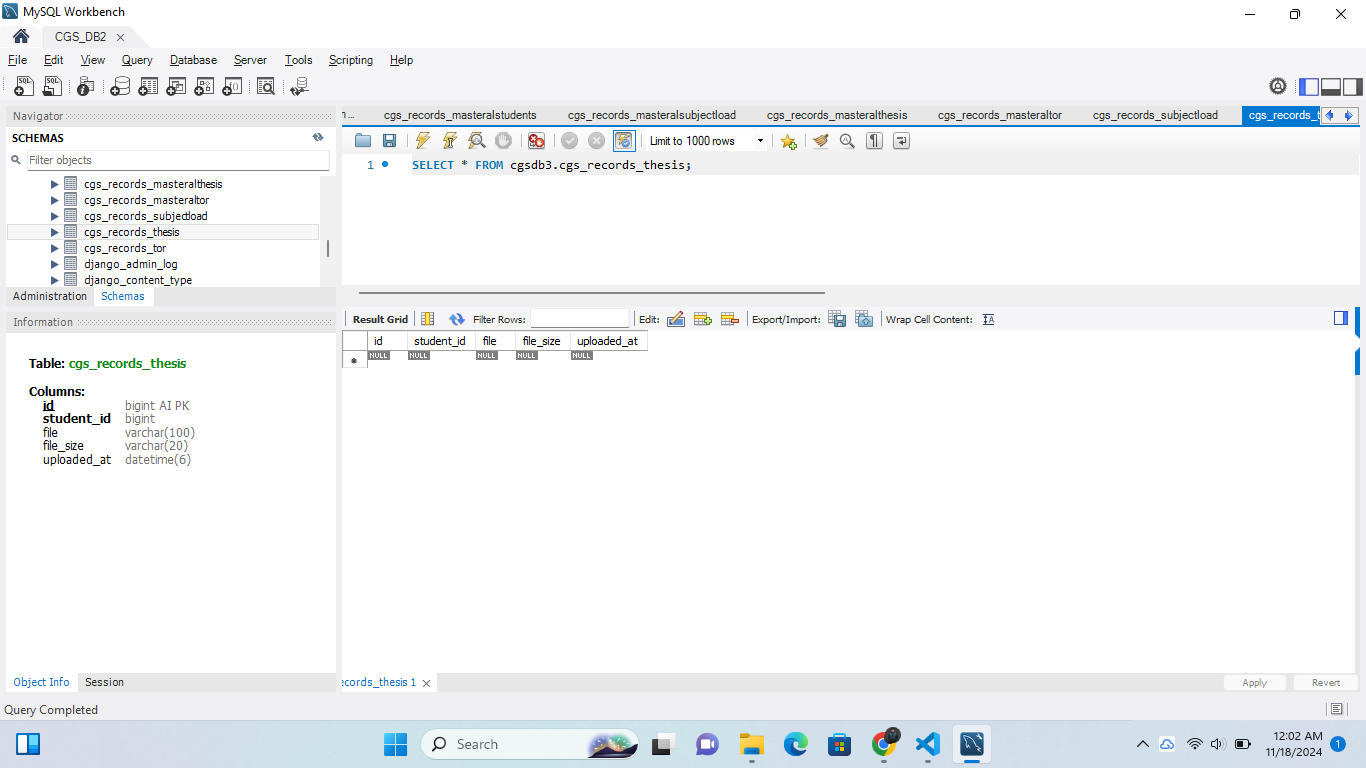 MySQL Workbench
CGS_DB2
File Edit View Query Database Server Tools Scripting Help
Navigator
SCHEMAS
Filter objects
cgs_records_masteralthesis
cgs_records_masteraltor
cgs_records_subjectload
cgs_records_thesis
cgs_records_tor
django_admin_log
django_content_type
Administration Schemas
Information
Table: cgs_records_thesis
Columns:
id bigint AI PK
student_id bigint
file varchar(100)
file_size varchar(20)
uploaded_at datetime(6)
Object Info Session
cgs_records_masteralstudents cgs_records_masteralsubjectload cgs_records_masteralthesis cgs_records_masteraltor cgs_records_subjectload cgs_records_t
Limit to 1000 rows
1 SELECT * FROM cgsdb3.cgs_records_thesis;
Result Grid Filter Rows: Edit: Export/Import: Wrap Cell Content:
id student_id file file_size uploaded_at
NULL NULL NULL NULL NULL
ecords_thesis 1
Apply Revert
Query Completed
Search
12:02 AM
11/18/2024
1